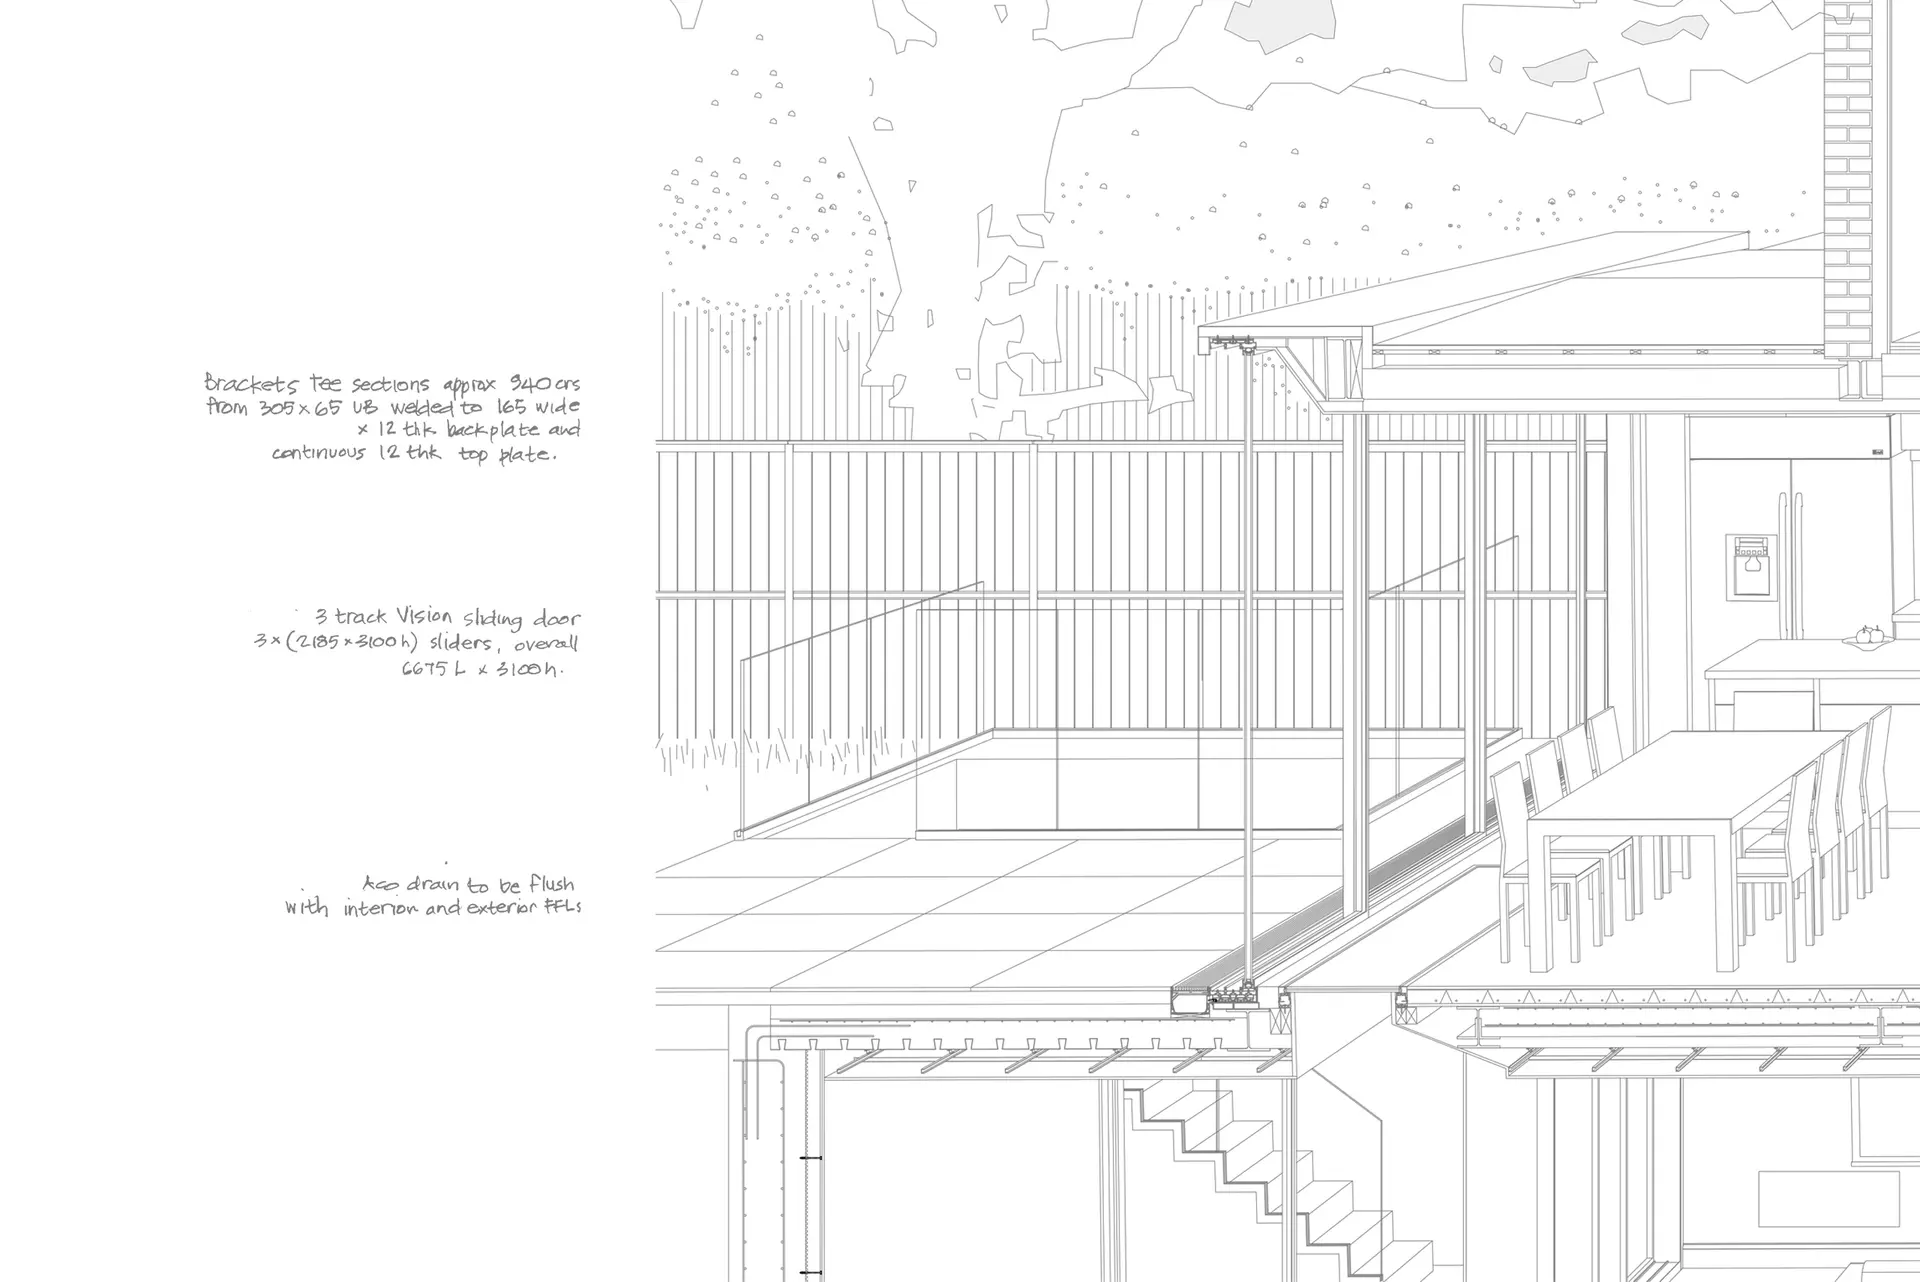 Brackets Tee sections approx 940 crs
from 305 x 65 UB welded to 165 wide
x 12 thk backplate and
continuous 12 thk top plate.
3 track Vision sliding door
3 x (2185 x 3100 h) sliders, overall
6675 L x 3100 h.
Aco drain to be flush
with interior and exterior FFLs